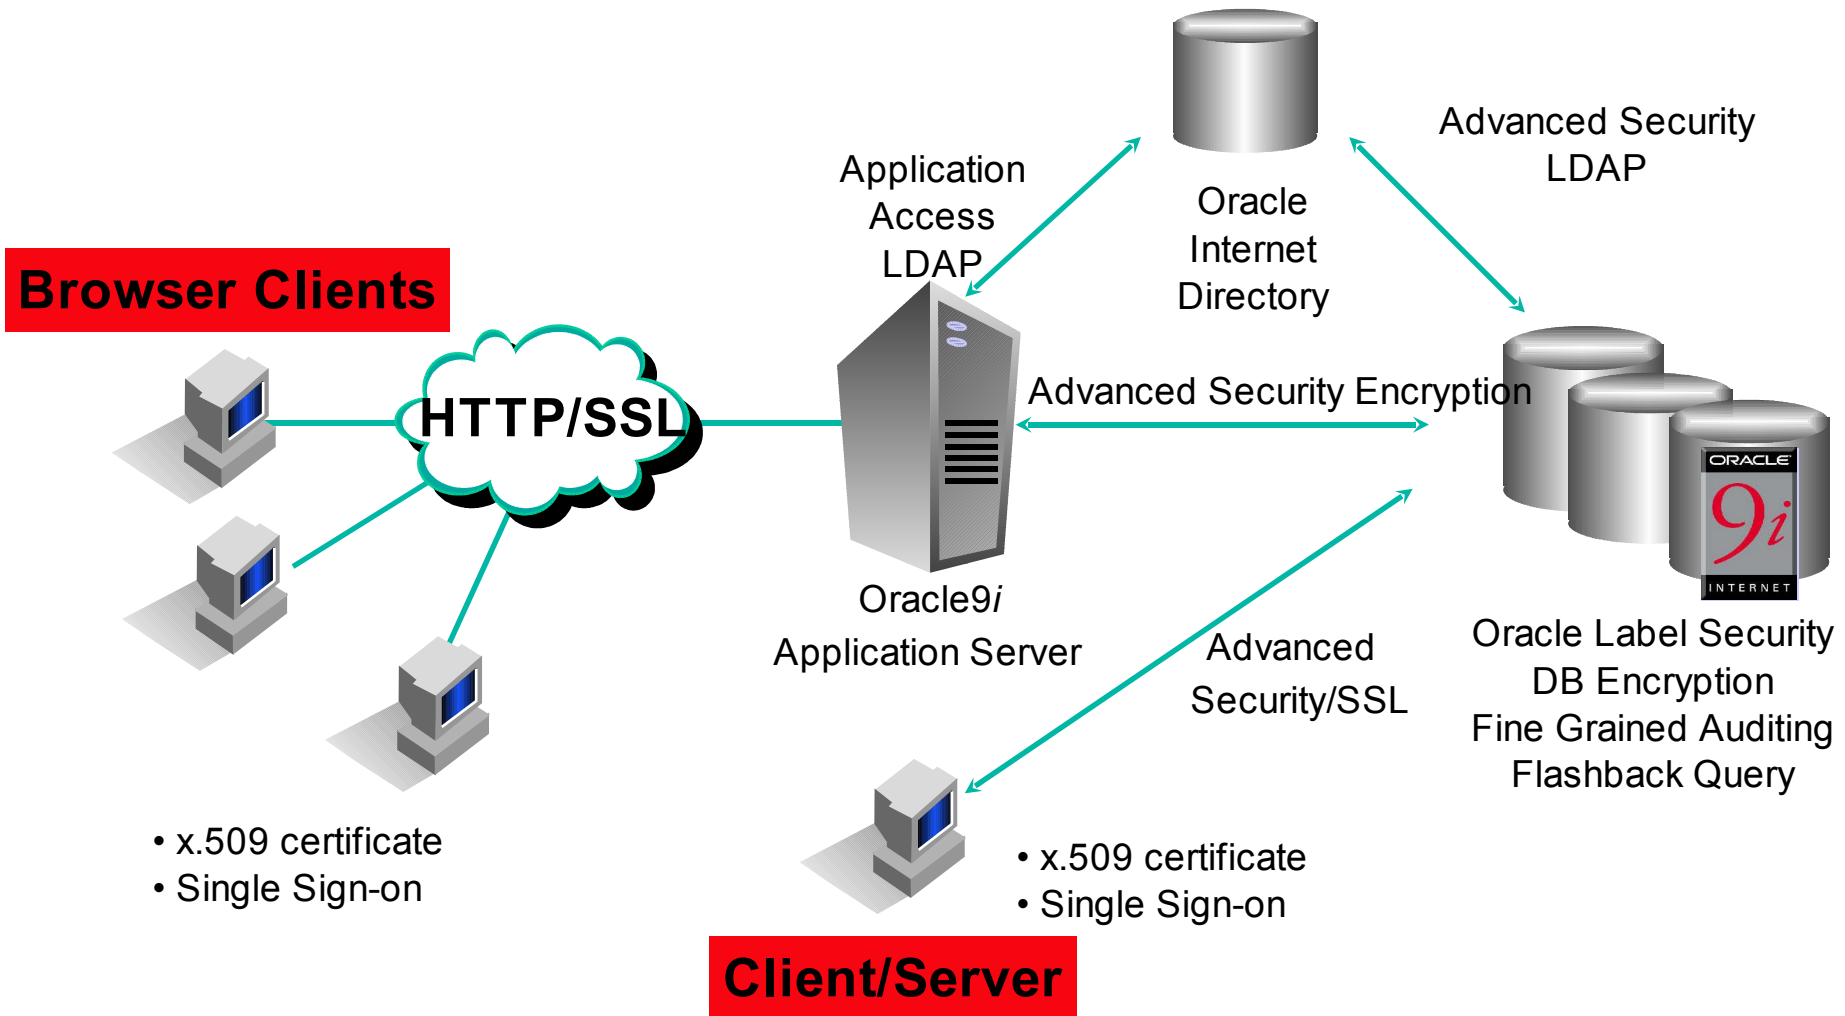 Advanced Security
LDAP
Application
Access
LDAP
Oracle
Internet
Directory
Browser Clients
HTTP/SSL
Advanced Security Encryption
ORACLE
9i
INTERNET
Oracle9i
Application Server
Advanced
Security/SSL
Oracle Label Security
DB Encryption
Fine Grained Auditing
Flashback Query
• x.509 certificate
• Single Sign-on
• x.509 certificate
• Single Sign-on
Client/Server